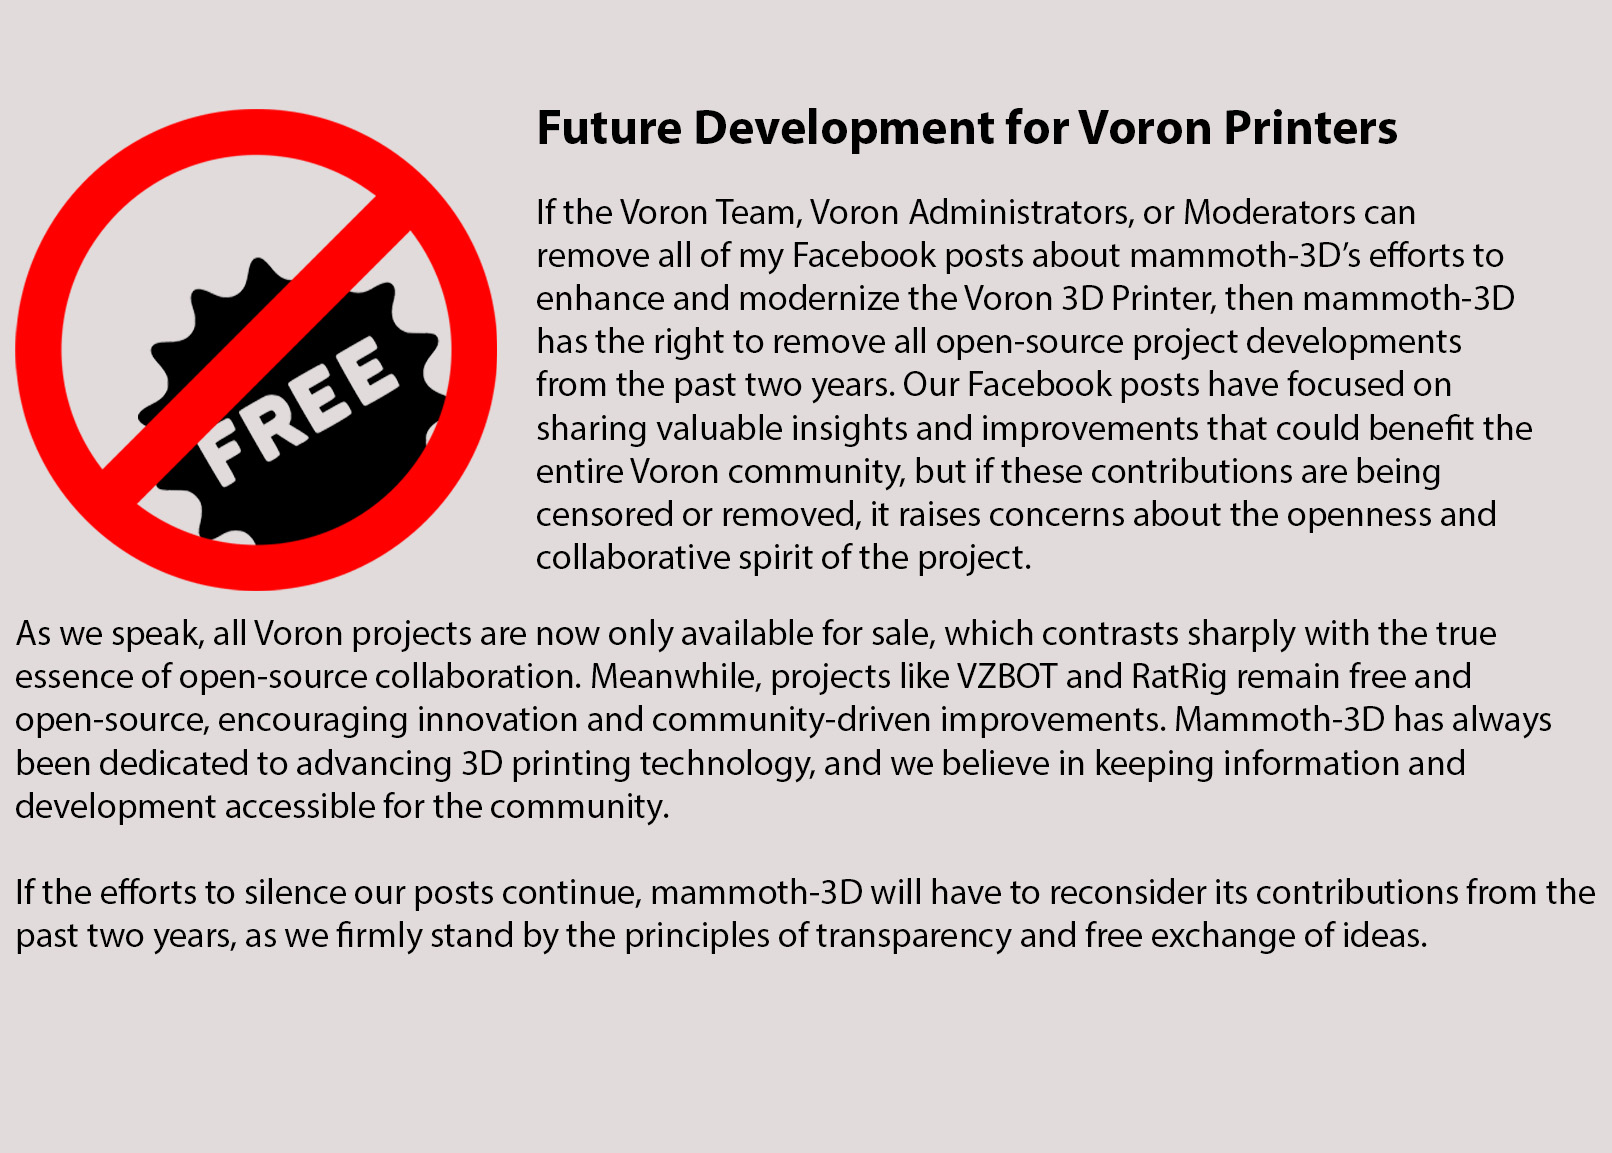 Future Development for Voron Printers
If the Voron Team, Voron Administrators, or Moderators can
remove all of my Facebook posts about mammoth-3D’s efforts to
enhance and modernize the Voron 3D Printer, then mammoth-3D
has the right to remove all open-source project developments
from the past two years. Our Facebook posts have focused on
sharing valuable insights and improvements that could benefit the
entire Voron community, but if these contributions are being
censored or removed, it raises concerns about the openness and
collaborative spirit of the project.
FREE
As we speak, all Voron projects are now only available for sale, which contrasts sharply with the true
essence of open-source collaboration. Meanwhile, projects like VZBOT and RatRig remain free and
open-source, encouraging innovation and community-driven improvements. Mammoth-3D has always
been dedicated to advancing 3D printing technology, and we believe in keeping information and
development accessible for the community.
If the efforts to silence our posts continue, mammoth-3D will have to reconsider its contributions from the
past two years, as we firmly stand by the principles of transparency and free exchange of ideas.